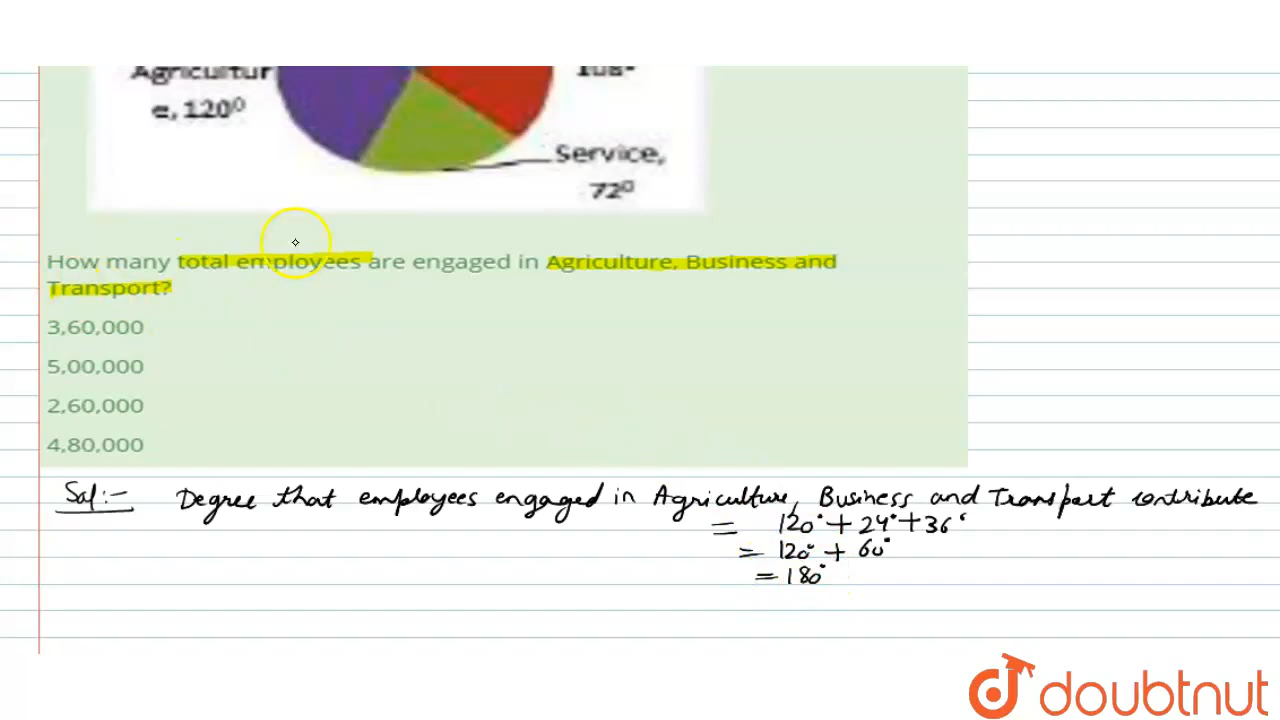 Agricultur
e, 120⁰
108⁰
Service,
72⁰
How many total employees are engaged in Agriculture, Business and
Transport?
3,60,000
5,00,000
2,60,000
4,80,000
Sol:- Degree that employees engaged in Agriculture, Business and Transport contribute
= 120° + 24° + 36°
= 120° + 60°
= 180°
doubtnut